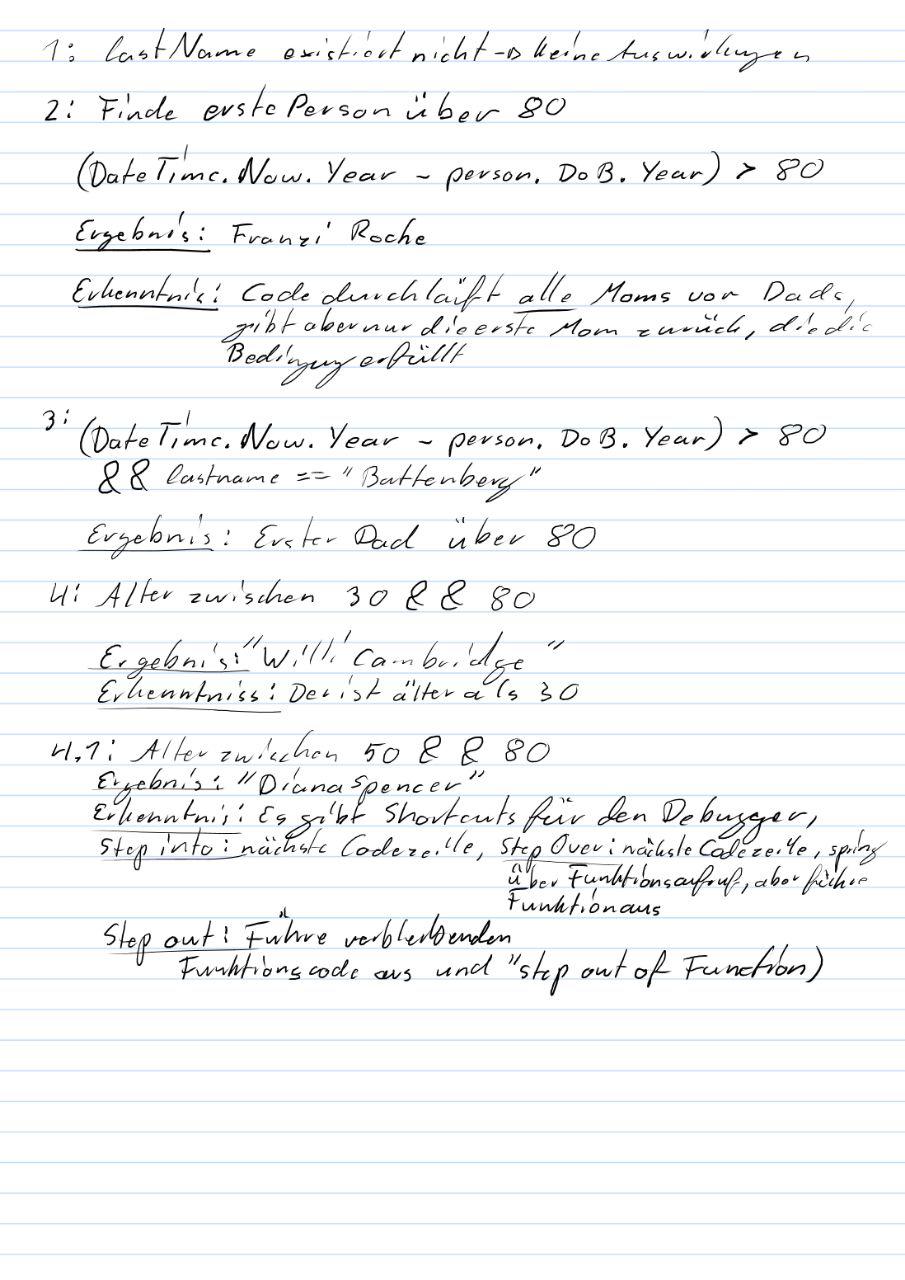 1: lastName existiert nicht → keine Auswirkungen
2: Finde erste Person über 80
(DateTime.Now.Year - person.DoB.Year) > 80
Ergebnis: Franzi Roche
Erkenntnis: Code durchläuft alle Moms vor Dads,
gibt aber nur die erste Mom zurück, die die
Bedingung erfüllt
3:
(DateTime.Now.Year - person.DoB.Year) > 80
&& lastname == "Battenberg"
Ergebnis: Erster Dad über 80
4: Alter zwischen 30 && 80
Ergebnis: "Willi Cambridge"
Erkenntniss: Der ist älter als 30
4,1: Alter zwischen 50 && 80
Ergebnis: "Diana Spencer"
Erkenntnis: Es gibt Shortcuts für den Debugger,
Step into: nächste Codezeile, Step Over: nächste Codezeile, spring
über Funktionsaufruf, aber führe
Funktion aus
Step out: Führe verbleibenden
Funktionscode aus und "step out of Function)